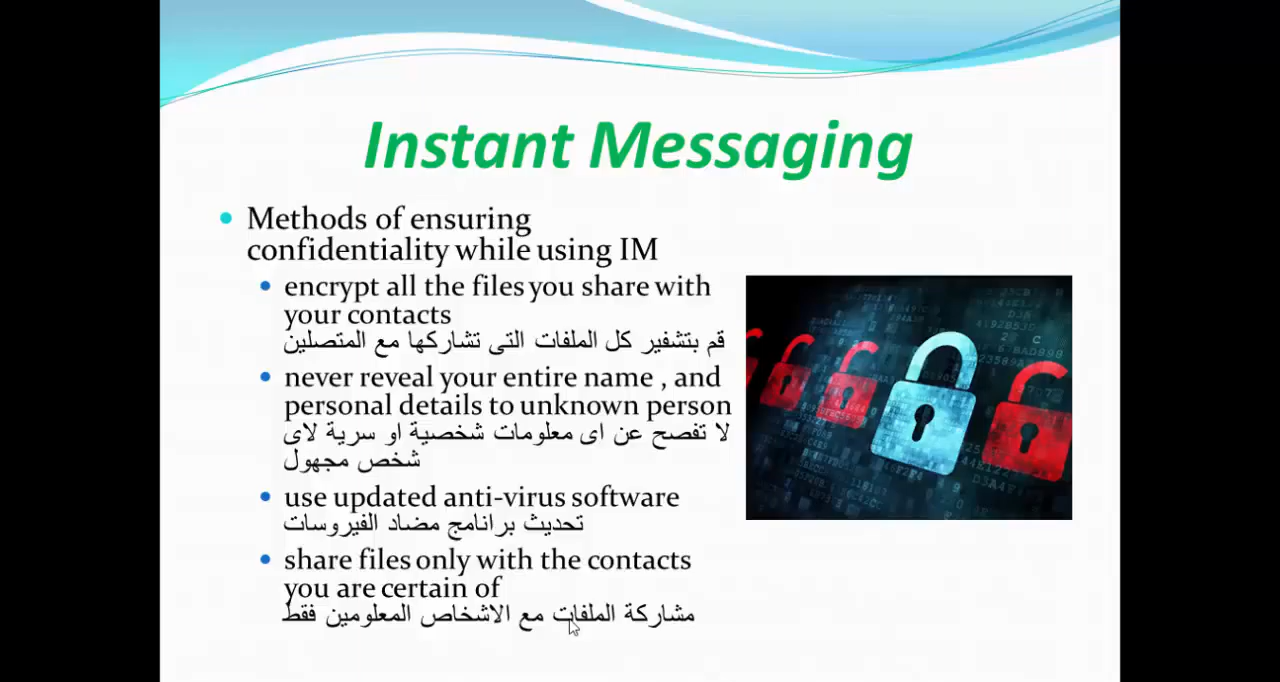 Instant Messaging
Methods of ensuring
confidentiality while using IM
encrypt all the files you share with
your contacts
قم بتشفير كل الملفات التى تشاركها مع المتصلين
never reveal your entire name , and
personal details to unknown person
لا تفصح عن اى معلومات شخصية او سرية لاى
شخص مجهول
use updated anti-virus software
تحديث برانامج مضاد الفيروسات
share files only with the contacts
you are certain of
مشاركة الملفات مع الاشخاص المعلومين فقط